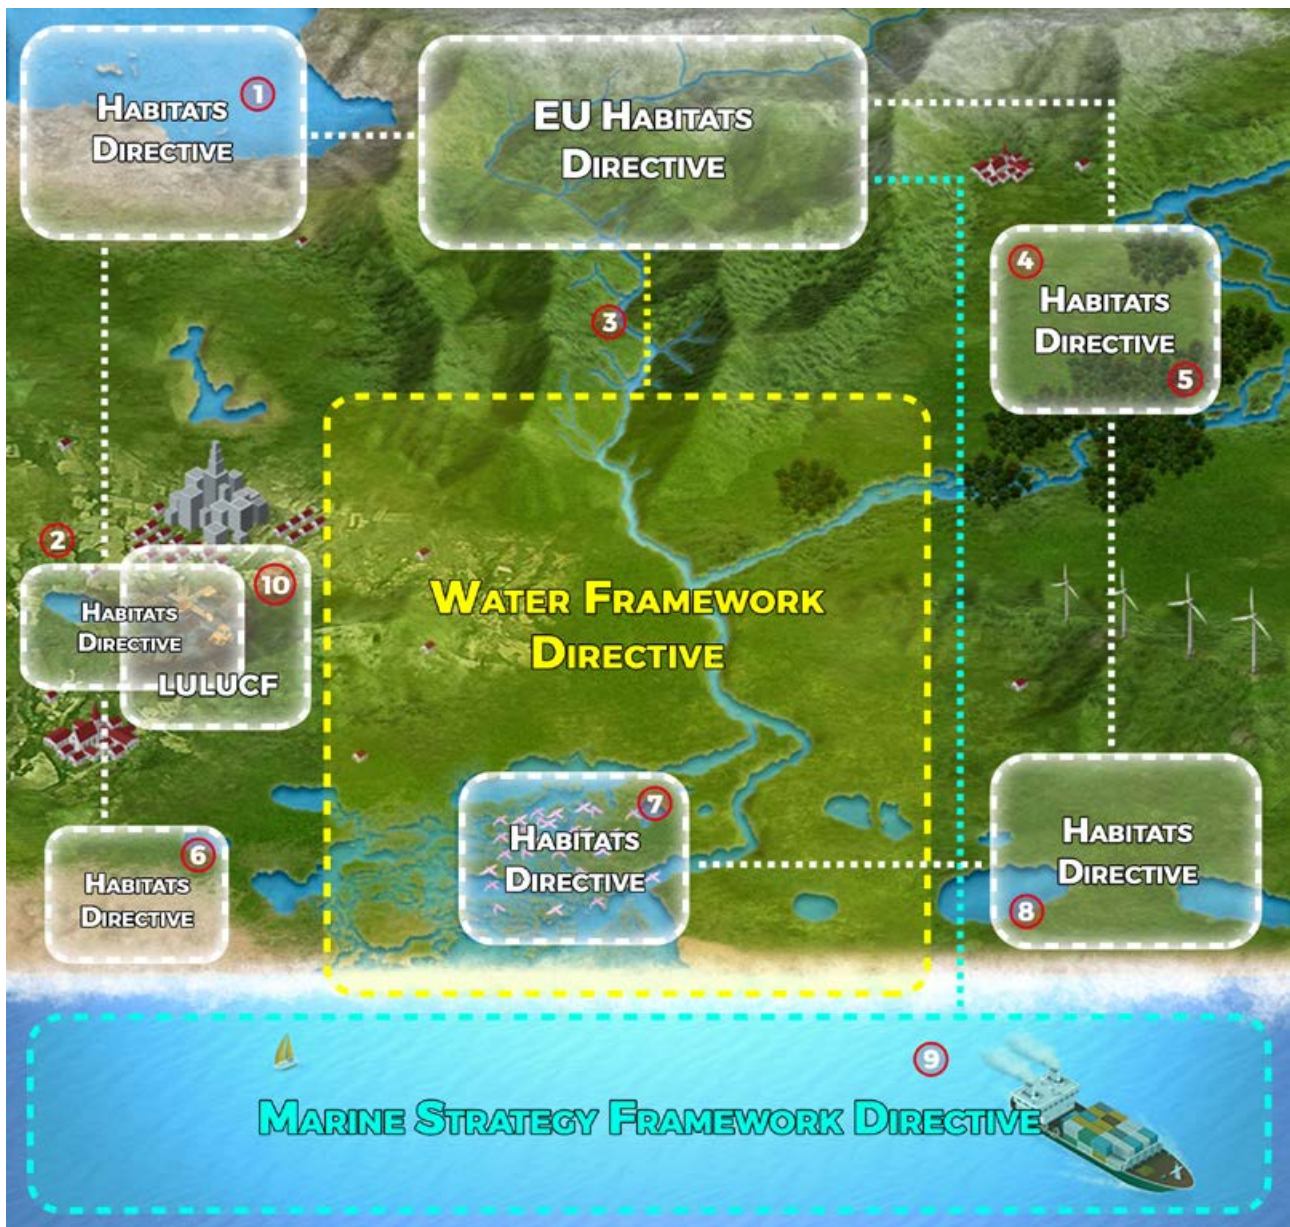 Habitats
Directive
1
EU Habitats
Directive
3
4
Habitats
Directive
5
2
10
Habitats
Directive
LULUCF
Water Framework
Directive
6
Habitats
Directive
7
Habitats
Directive
Habitats
Directive
8
9
Marine Strategy Framework Directive